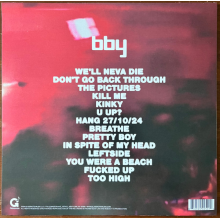 bby
WE'LL NEVA DIE
DON'T GO BACK THROUGH
THE PICTURES
KILL ME
KINKY
U UP?
HANG 27/10/24
BREATHE
PRETTY BOY
IN SPITE OF MY HEAD
LEFTSIDE
YOU WERE A BEACH
FUCKED UP
TOO HIGH